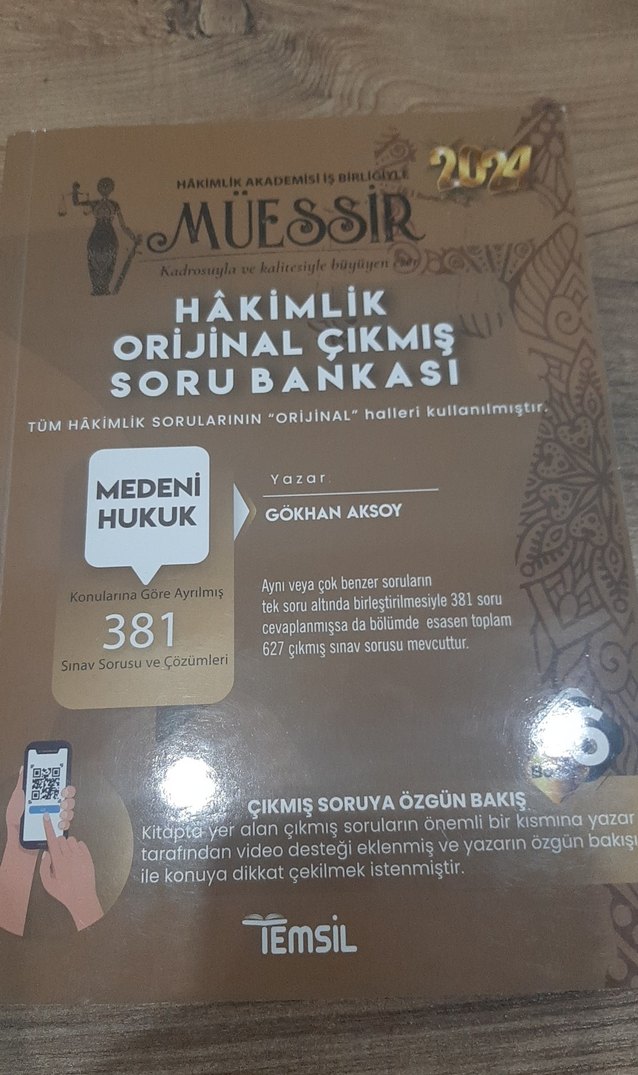 HÂKİMLİK AKADEMİSİ İŞ BİRLİĞİYLE
2024
MÜESSİR
Kadrosuyla ve kalitesiyle büyüyen eser
HÂKİMLİK
ORİJİNAL ÇIKMIŞ
SORU BANKASI
TÜM HÂKİMLİK SORULARININ “ORİJİNAL” halleri kullanılmıştır.
MEDENİ
HUKUK
Konularına Göre Ayrılmış
381
Sınav Sorusu ve Çözümleri
Yazar
GÖKHAN AKSOY
Aynı veya çok benzer soruların
tek soru altında birleştirilmesiyle 381 soru
cevaplanmışsa da bölümde esasen toplam
627 çıkmış sınav sorusu mevcuttur.
6
ÇIKMIŞ SORUYA ÖZGÜN BAKIŞ
Kitapta yer alan çıkmış soruların önemli bir kısmına yazar
tarafından video desteği eklenmiş ve yazarın özgün bakışı
ile konuya dikkat çekilmek istenmiştir.
TEMSİL